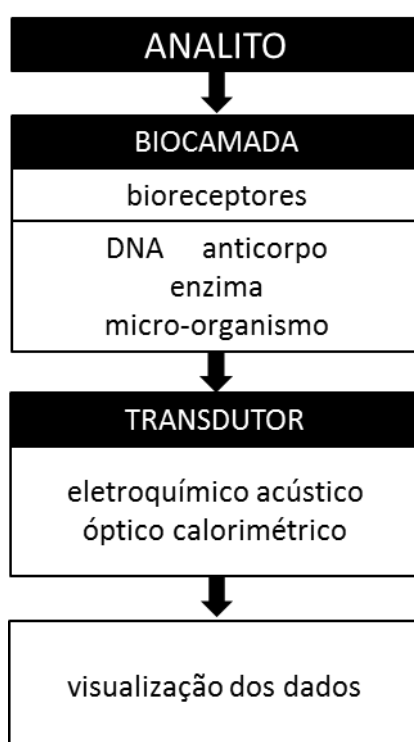 ANALITO
BIOCAMADA
bioreceptores
DNA anticorpo
enzima
micro-organismo
TRANSDUTOR
eletroquímico acústico
óptico calorimétrico
visualização dos dados